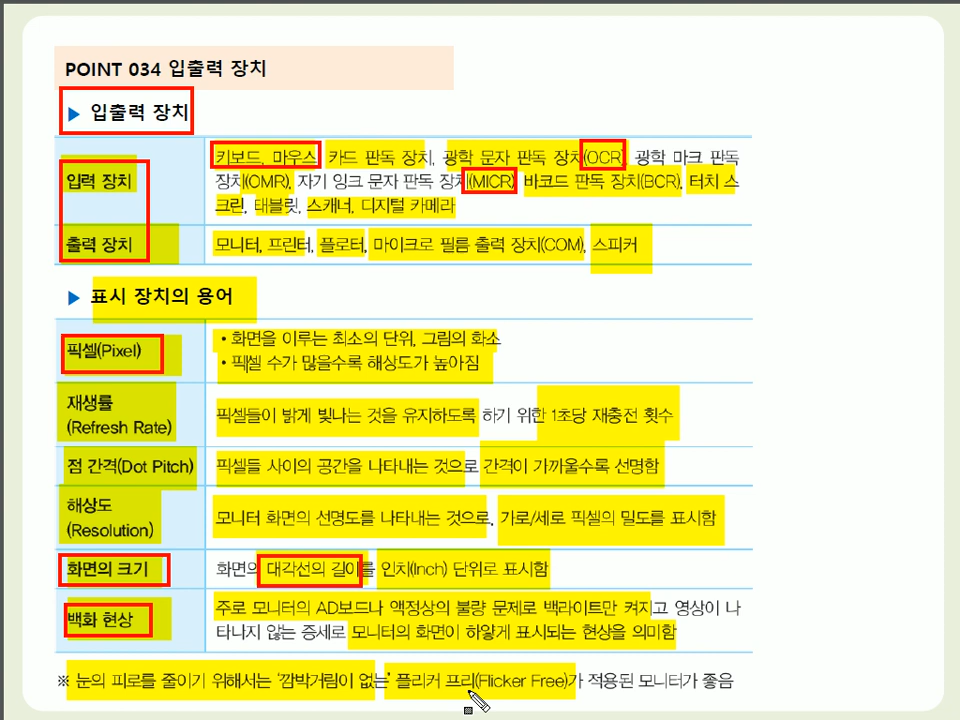 POINT 034 입출력 장치
▶ 입출력 장치
입력 장치
키보드, 마우스, 카드 판독 장치, 광학 문자 판독 장치(OCR), 광학 마크 판독
장치(OMR), 자기 잉크 문자 판독 장치(MICR), 바코드 판독 장치(BCR), 터치 스
크린, 태블릿, 스캐너, 디지털 카메라
출력 장치
모니터, 프린터, 플로터, 마이크로 필름 출력 장치(COM), 스피커
▶ 표시 장치의 용어
픽셀(Pixel)
• 화면을 이루는 최소의 단위, 그림의 화소
• 픽셀 수가 많을수록 해상도가 높아짐
재생률
(Refresh Rate)
픽셀들이 밝게 빛나는 것을 유지하도록 하기 위한 1초당 재충전 횟수
점 간격(Dot Pitch)
픽셀들 사이의 공간을 나타내는 것으로 간격이 가까울수록 선명함
해상도
(Resolution)
모니터 화면의 선명도를 나타내는 것으로, 가로/세로 픽셀의 밀도를 표시함
화면의 크기
화면의 대각선의 길이를 인치(Inch) 단위로 표시함
백화 현상
주로 모니터의 AD보드나 액정상의 불량 문제로 백라이트만 켜지고 영상이 나
타나지 않는 증세로 모니터의 화면이 하얗게 표시되는 현상을 의미함
※ 눈의 피로를 줄이기 위해서는 '깜박거림이 없는' 플리커 프리(Flicker Free)가 적용된 모니터가 좋음